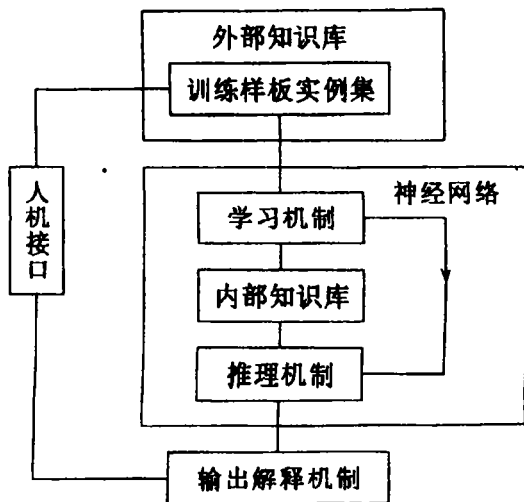 外部知识库
训练样板实例集
人机接口
神经网络
学习机制
内部知识库
推理机制
输出解释机制